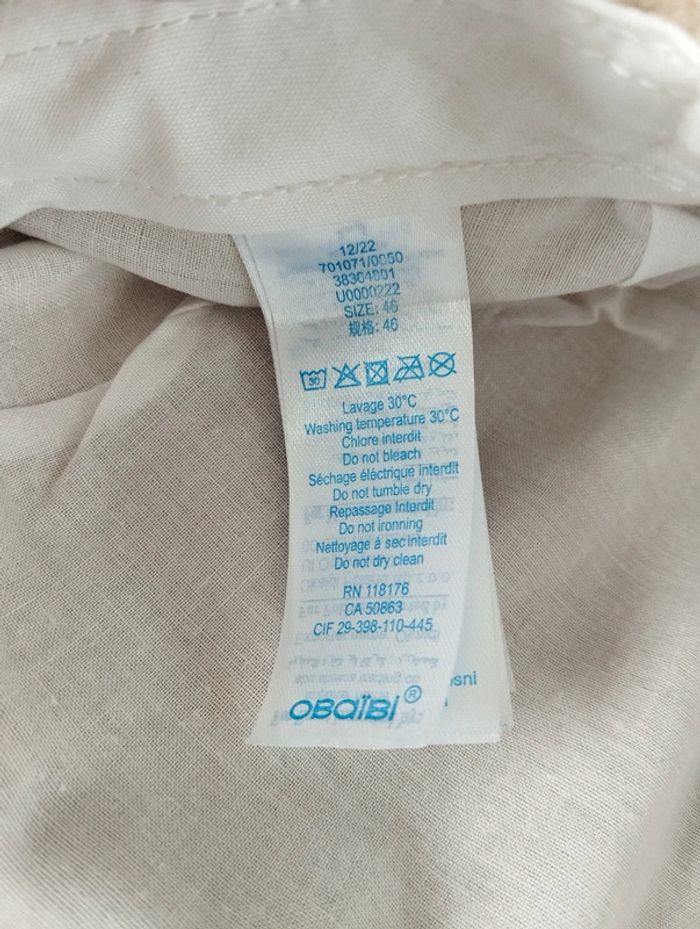 12/22
701071/0050
38304801
U0000222
SIZE: 46
规格: 46
30
Lavage 30°C
Washing temperature 30°C
Chlore interdit
Do not bleach
Séchage éléctrique interdit
Do not tumble dry
Repassage Interdit
Do not ironning
Nettoyage à sec interdit
Do not dry clean
RN 118176
CA 50863
CIF 29-398-110-445
OBaïBi®